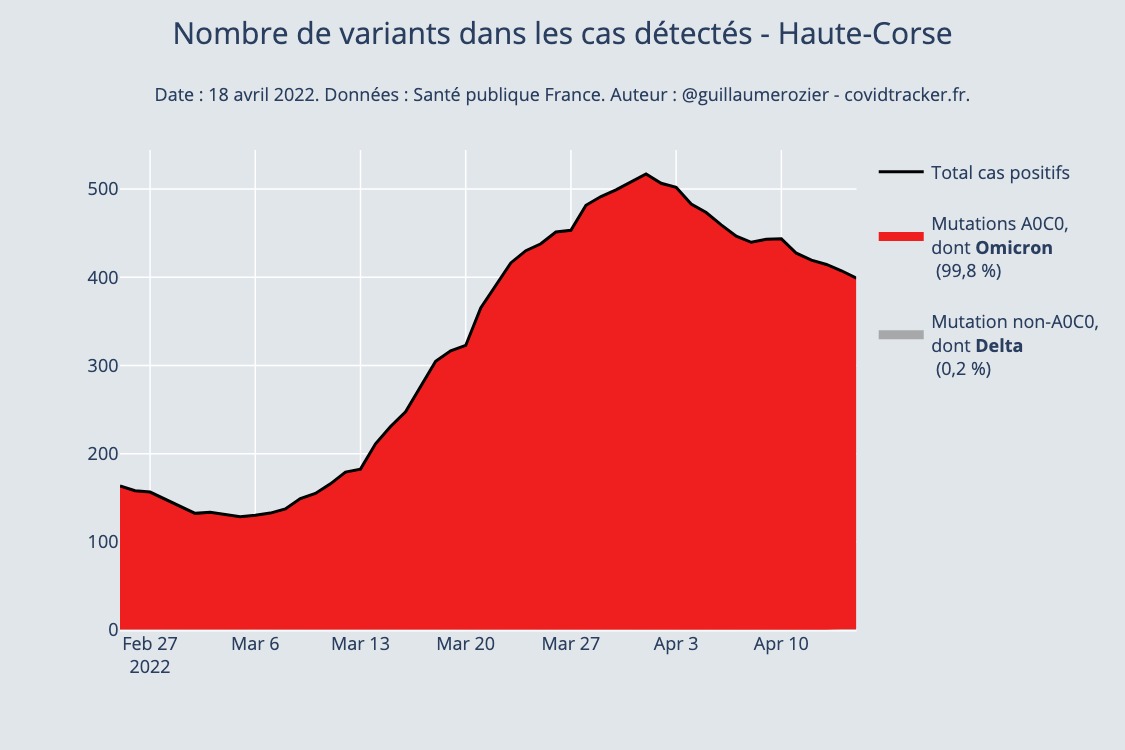 Nombre de variants dans les cas détectés - Haute-Corse
Date : 18 avril 2022. Données : Santé publique France. Auteur : @guillaumerozier - covidtracker.fr.
500
400
300
200
100
0
Feb 27
2022
Mar 6
Mar 13
Mar 20
Mar 27
Apr 3
Apr 10
Total cas positifs
Mutations A0C0,
dont Omicron
(99,8 %)
Mutation non-A0C0,
dont Delta
(0,2 %)